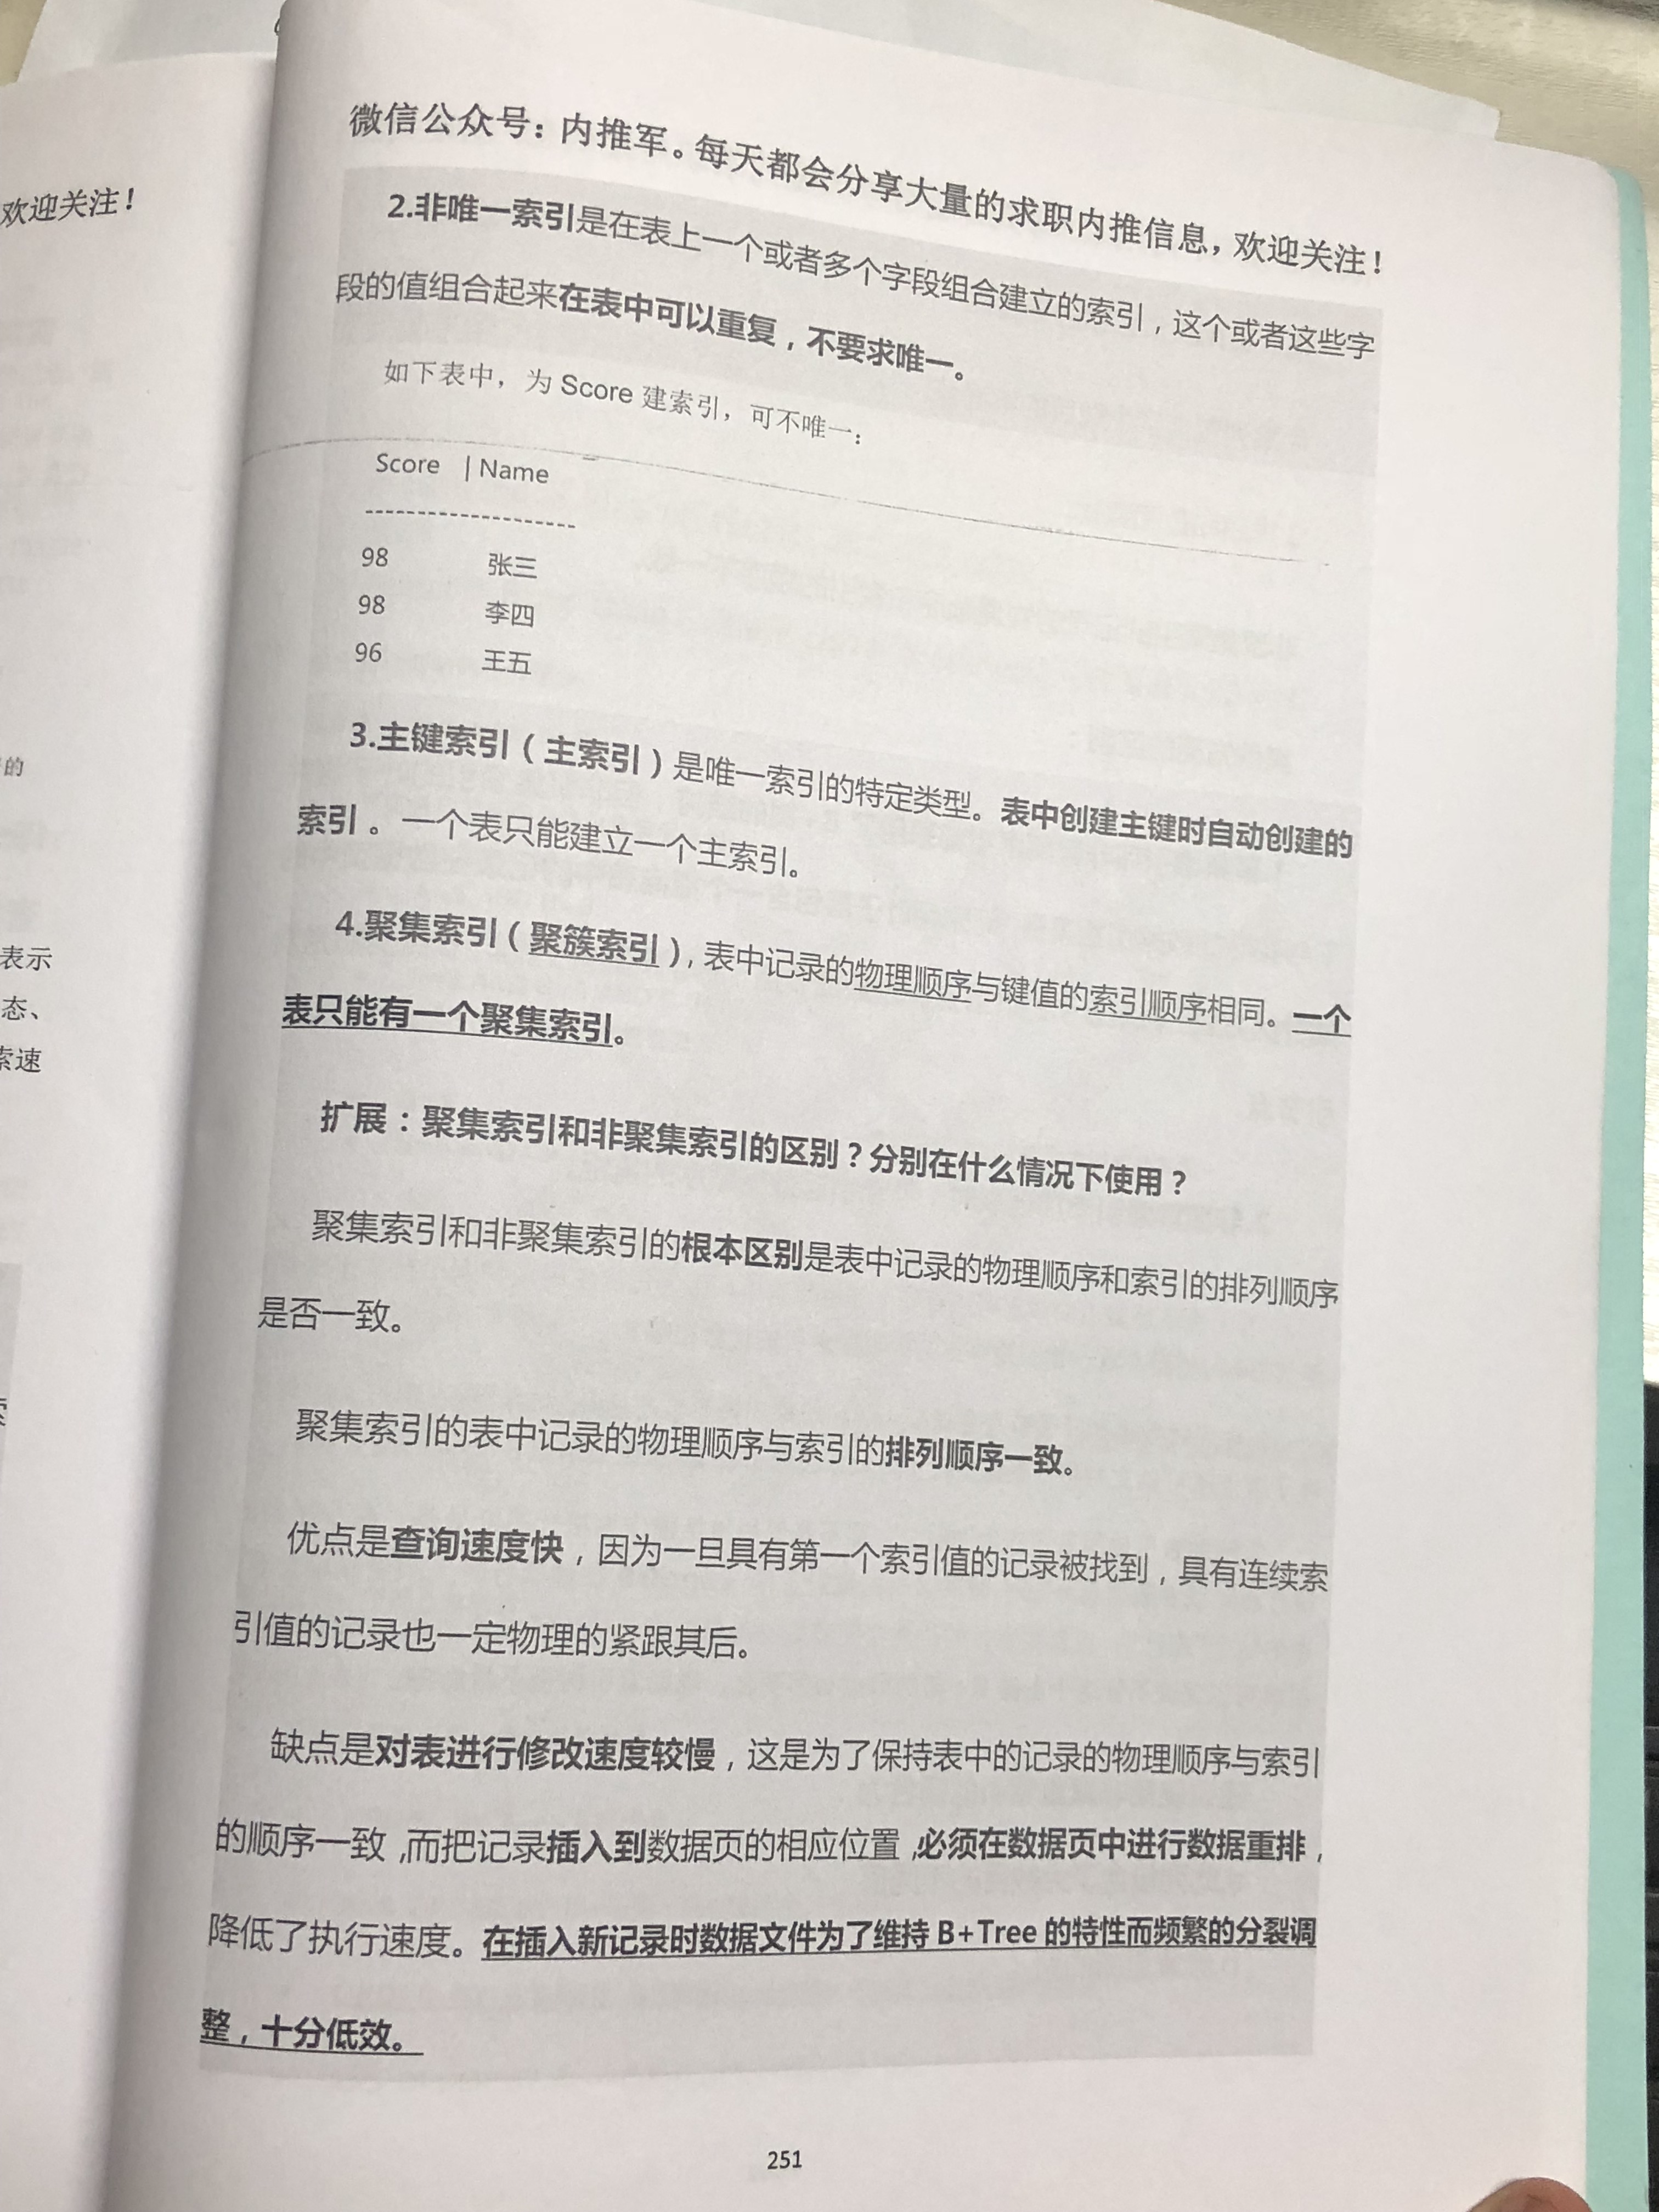 微信公众号：内推军。每天都会分享大量的求职内推信息，欢迎关注！
2.非唯一索引是在表上一个或者多个字段组合建立的索引，这个或者这些字
段的值组合起来在表中可以重复，不要求唯一。
如下表中，为 Score 建索引，可不唯一：
Score | Name
--------------------
98 张三
98 李四
96 王五
3.主键索引（主索引）是唯一索引的特定类型。表中创建主键时自动创建的
索引 。一个表只能建立一个主索引。
4.聚集索引（聚簇索引），表中记录的物理顺序与键值的索引顺序相同。一个
表只能有一个聚集索引。
扩展：聚集索引和非聚集索引的区别？分别在什么情况下使用？
聚集索引和非聚集索引的根本区别是表中记录的物理顺序和索引的排列顺序
是否一致。
聚集索引的表中记录的物理顺序与索引的排列顺序一致。
优点是查询速度快，因为一旦具有第一个索引值的记录被找到，具有连续索
引值的记录也一定物理的紧跟其后。
缺点是对表进行修改速度较慢，这是为了保持表中的记录的物理顺序与索引
的顺序一致，而把记录插入到数据页的相应位置，必须在数据页中进行数据重排，
降低了执行速度。在插入新记录时数据文件为了维持 B+Tree 的特性而频繁的分裂调
整，十分低效。
251
欢迎关注！
的
表示
态、
索速